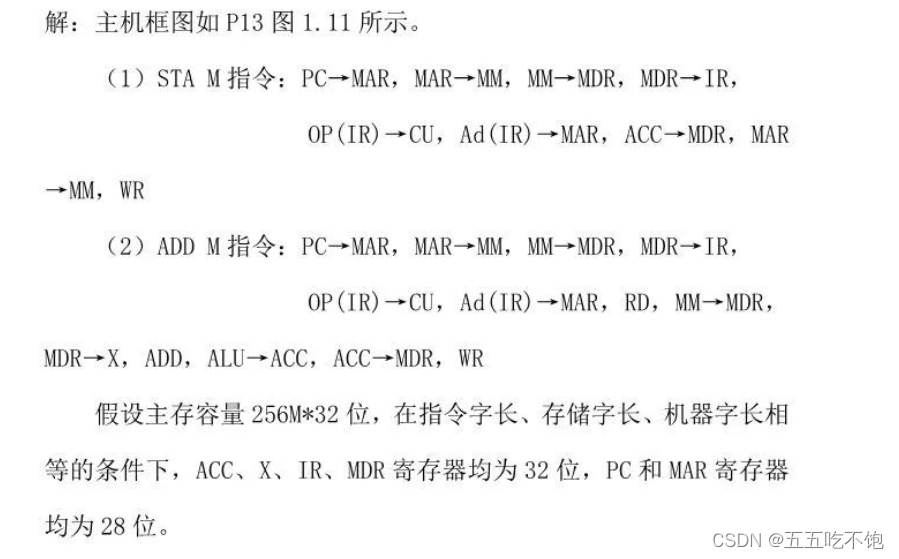 解：主机框图如 P13 图 1.11 所示。
（1）STA M 指令：PC→MAR，MAR→MM，MM→MDR，MDR→IR，
OP(IR)→CU，Ad(IR)→MAR，ACC→MDR，MAR
→MM，WR
（2）ADD M 指令：PC→MAR，MAR→MM，MM→MDR，MDR→IR，
OP(IR)→CU，Ad(IR)→MAR，RD，MM→MDR，
MDR→X，ADD，ALU→ACC，ACC→MDR，WR
假设主存容量 256M*32 位，在指令字长、存储字长、机器字长相
等的条件下，ACC、X、IR、MDR 寄存器均为 32 位，PC 和 MAR 寄存器
均为 28 位。
CSDN @五五吃不饱